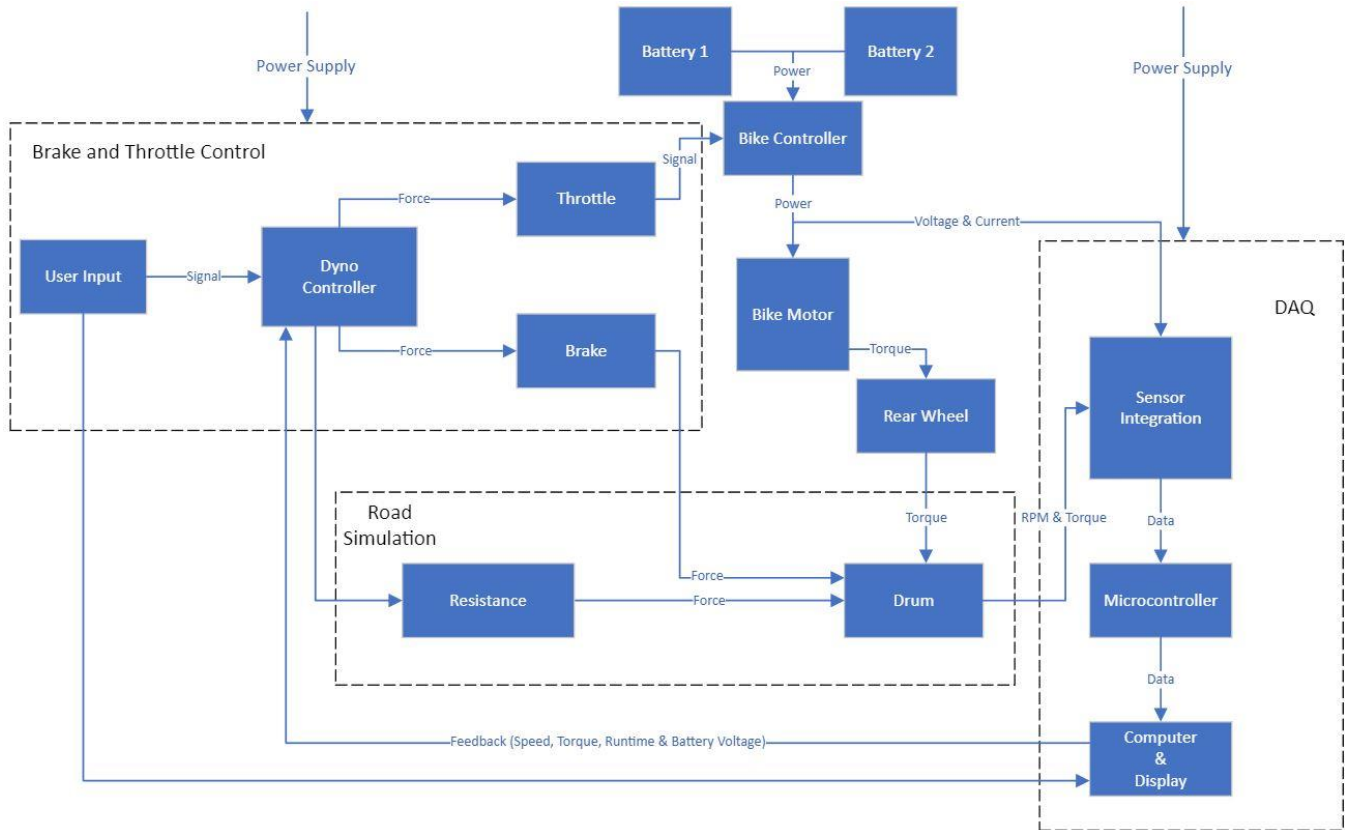 Battery 1
Battery 2
Power Supply
Power
Power Supply
Brake and Throttle Control
Bike Controller
Signal
Force
Throttle
Power
Voltage & Current
User Input
Signal
Dyno
Controller
Bike Motor
DAQ
Force
Brake
Torque
Sensor
Integration
Rear Wheel
Road
Simulation
Torque
RPM & Torque
Data
Force
Resistance
Force
Drum
Microcontroller
Data
Feedback (Speed, Torque, Runtime & Battery Voltage)
Computer
&
Display